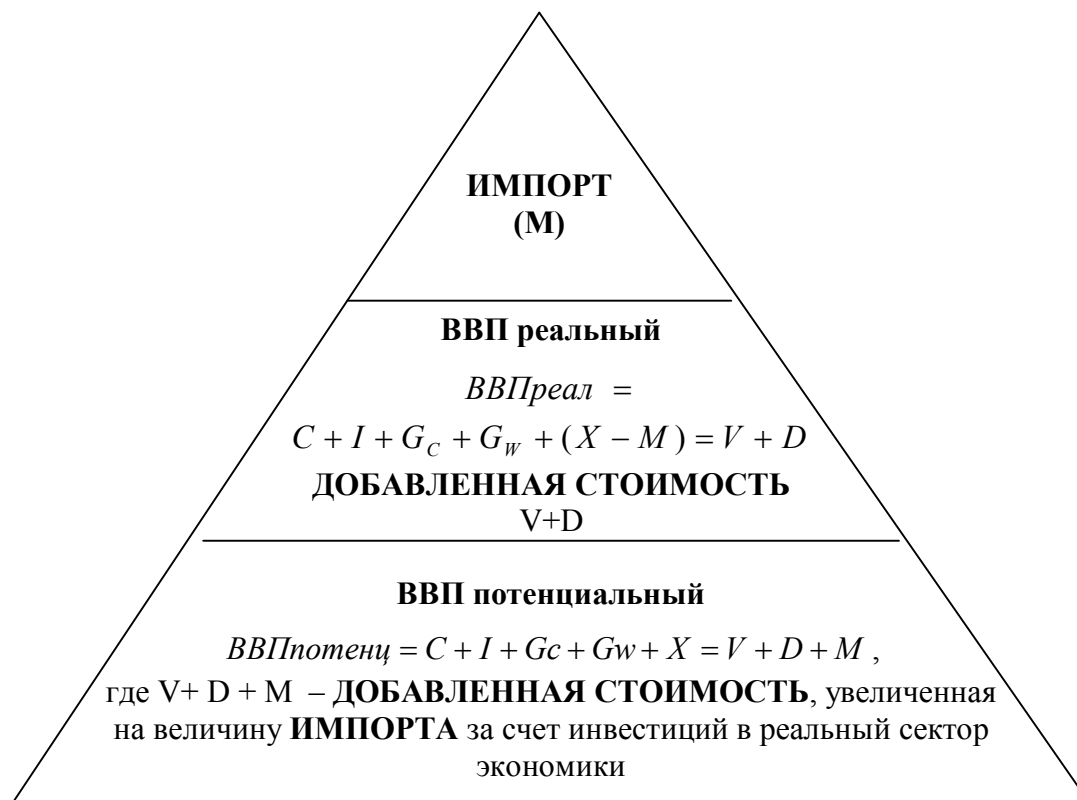 ИМПОРТ
(М)
ВВП реальный
ВВПреал =
C + I + G_C + G_W + ( X − M ) = V + D
ДОБАВЛЕННАЯ СТОИМОСТЬ
V+D
ВВП потенциальный
ВВПпотенц = C + I + Gc + Gw + X = V + D + M ,
где V+ D + M – ДОБАВЛЕННАЯ СТОИМОСТЬ, увеличенная
на величину ИМПОРТА за счет инвестиций в реальный сектор
экономики